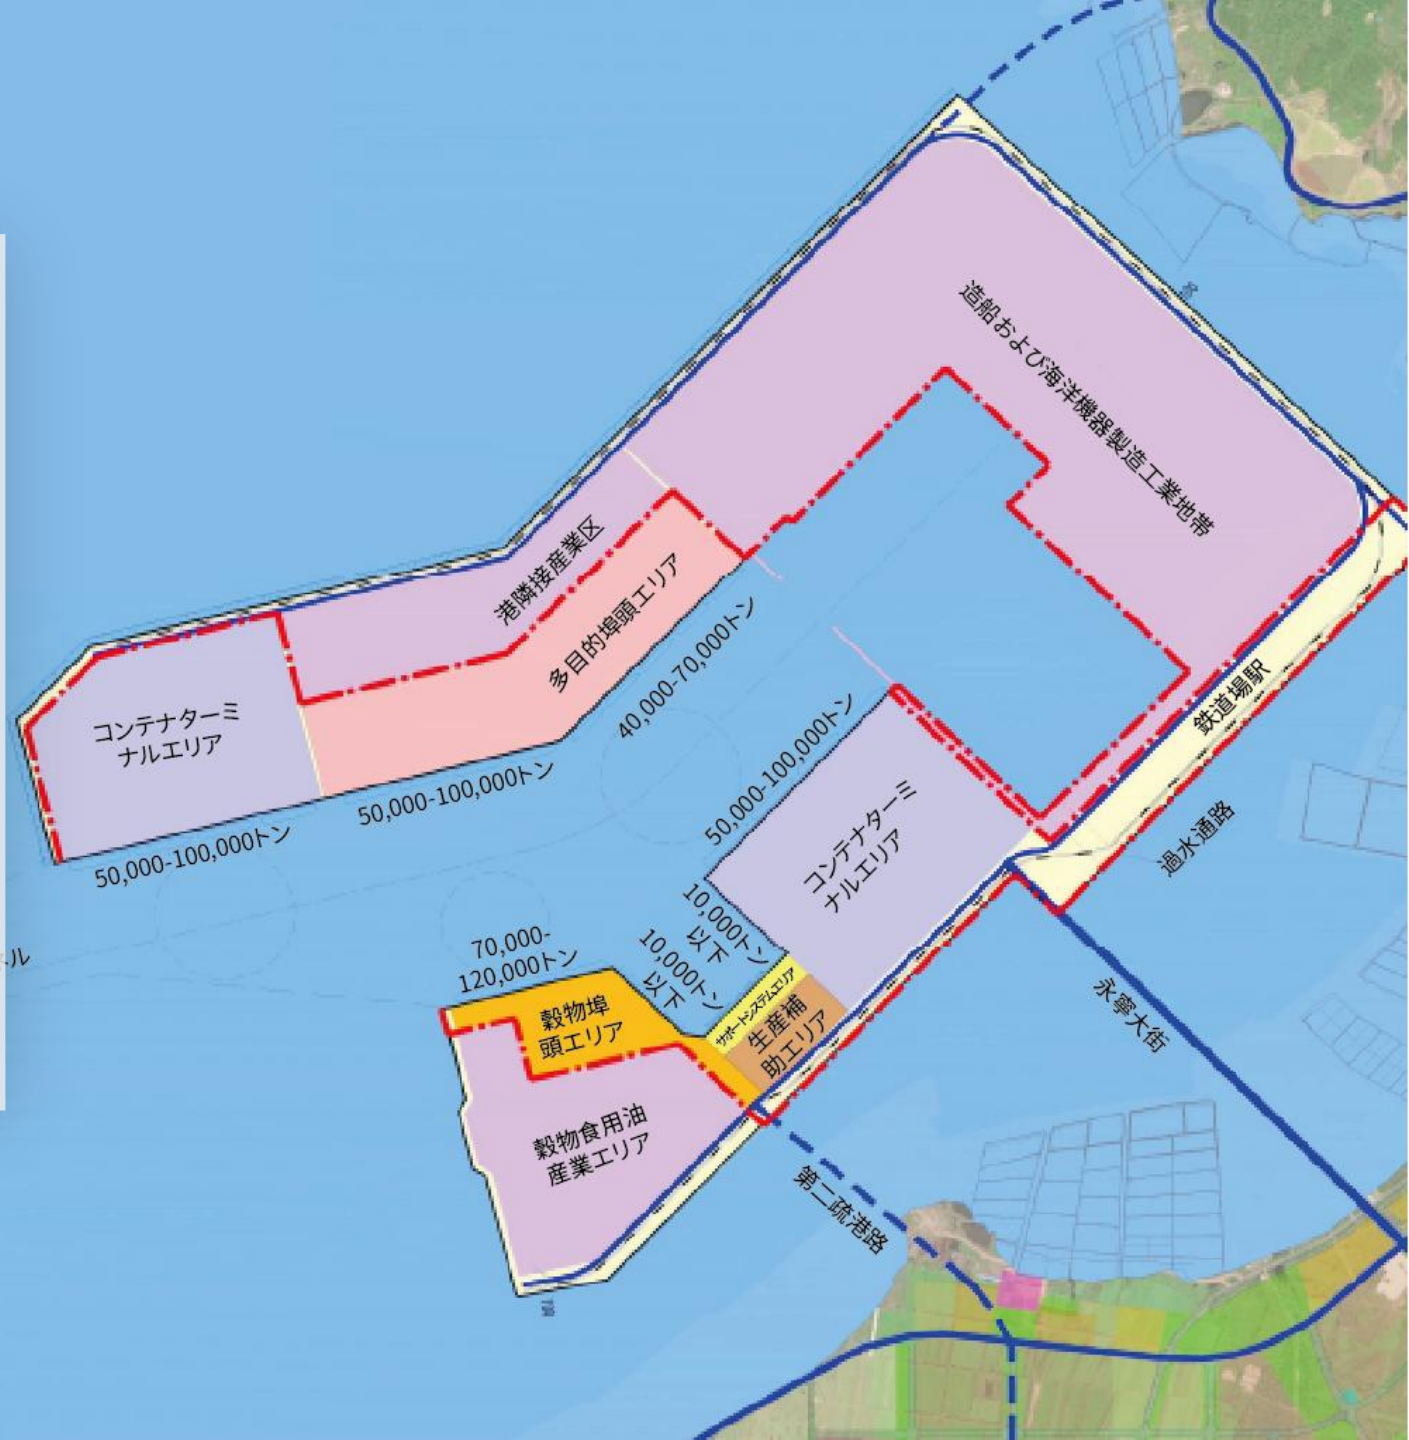 造船および海洋機器製造工業地帯
港隣接産業区
多目的埠頭エリア
40,000-70,000トン
鉄道場駅
コンテナターミ
ナルエリア
50,000-100,000トン
50,000-100,000トン
50,000-100,000トン
コンテナターミ
ナルエリア
過水通路
10,000トン
以下
10,000トン
以下
70,000-
120,000トン
ル
サポートシステムエリア
生産補
助エリア
穀物埠
頭エリア
永寧大街
穀物食用油
産業エリア
第二疏港路